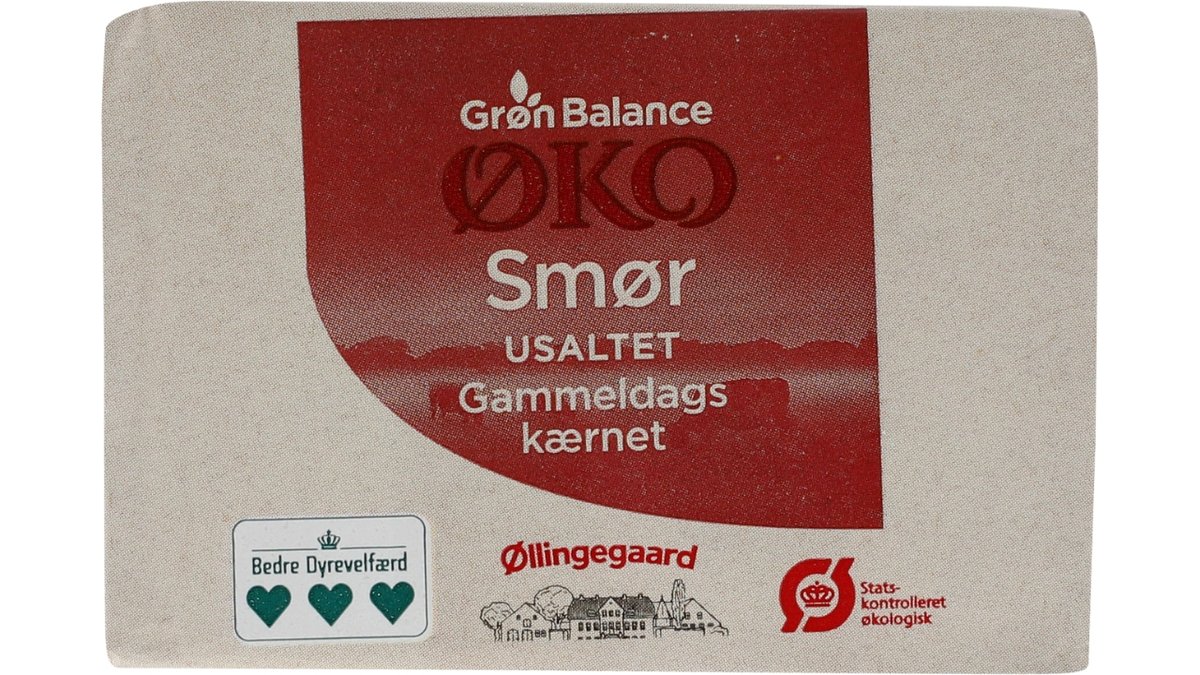 Grøn Balance
ØKO
Smør
USALTET
Gammeldags
kærnet
Bedre Dyrevelfærd
Øllingegaard
Stats-
kontrolleret
økologisk